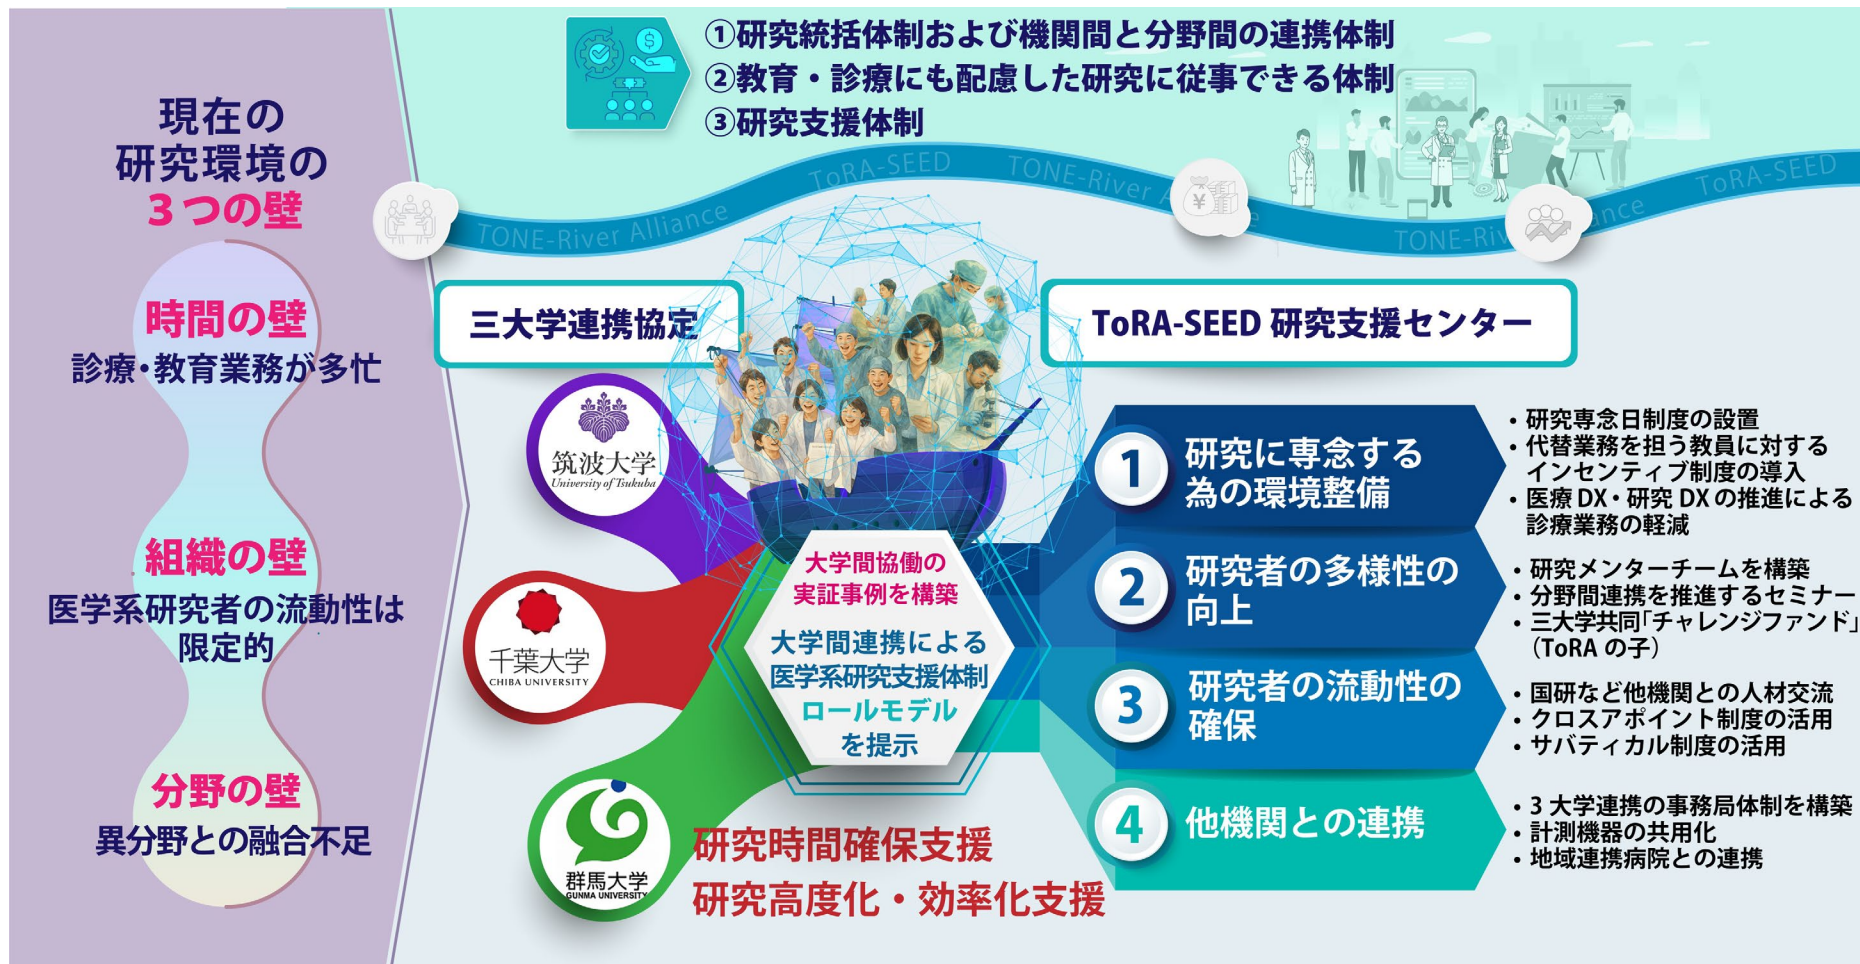 ①研究統括体制および機関間と分野間の連携体制
②教育・診療にも配慮した研究に従事できる体制
③研究支援体制
現在の
研究環境の
3つの壁
時間の壁
診療・教育業務が多忙
組織の壁
医学系研究者の流動性は
限定的
分野の壁
異分野との融合不足
TONE-River Alliance
ToRA-SEED
TONE-River
ToRA-SEED
三大学連携協定
ToRA-SEED 研究支援センター
筑波大学
University of Tsukuba
千葉大学
CHIBA UNIVERSITY
群馬大学
GUNMA UNIVERSITY
大学間協働の
実証事例を構築
大学間連携による
医学系研究支援体制
ロールモデル
を提示
研究時間確保支援
研究高度化・効率化支援
1
研究に専念する
為の環境整備
・研究専念日制度の設置
・代替業務を担う教員に対する
インセンティブ制度の導入
・医療 DX・研究 DX の推進による
診療業務の軽減
2
研究者の多様性の
向上
・研究メンターチームを構築
・分野間連携を推進するセミナー
・三大学共同「チャレンジファンド」
（ToRA の子）
3
研究者の流動性の
確保
・国研など他機関との人材交流
・クロスアポイント制度の活用
・サバティカル制度の活用
4
他機関との連携
・3 大学連携の事務局体制を構築
・計測機器の共用化
・地域連携病院との連携